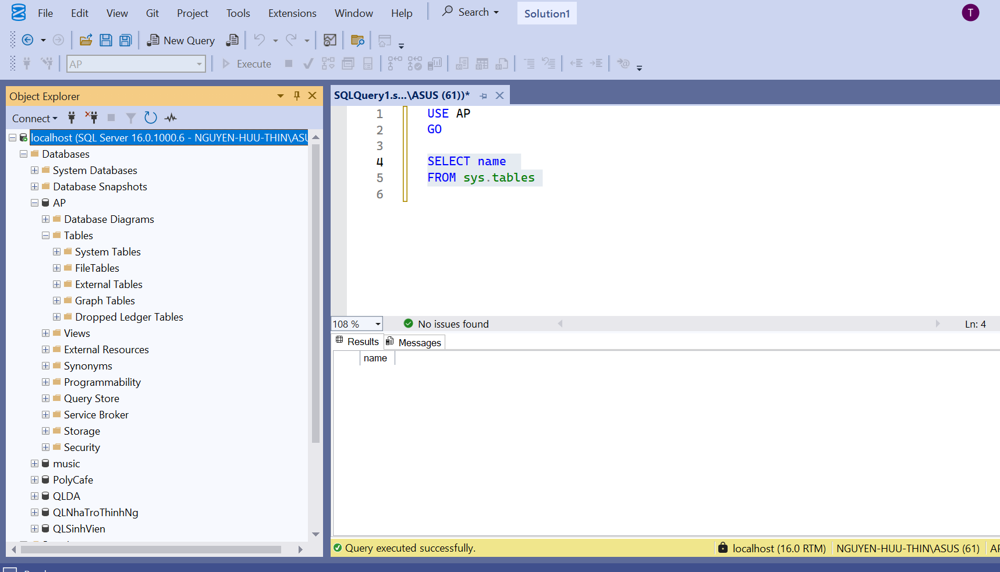 File Edit View Git Project Tools Extensions Window Help Search Solution1 T
New Query
AP Execute
Object Explorer
Connect
localhost (SQL Server 16.0.1000.6 - NGUYEN-HUU-THIN\ASU
Databases
System Databases
Database Snapshots
AP
Database Diagrams
Tables
System Tables
FileTables
External Tables
Graph Tables
Dropped Ledger Tables
Views
External Resources
Synonyms
Programmability
Query Store
Service Broker
Storage
Security
music
PolyCafe
QLDA
QLNhaTroThinhNg
QLSinhVien
SQLQuery1.s...\ASUS (61))*
1 USE AP
2 GO
3
4 SELECT name
5 FROM sys.tables
6
108 % No issues found Ln: 4
Results Messages
name
Query executed successfully. localhost (16.0 RTM) NGUYEN-HUU-THIN\ASUS (61) AP